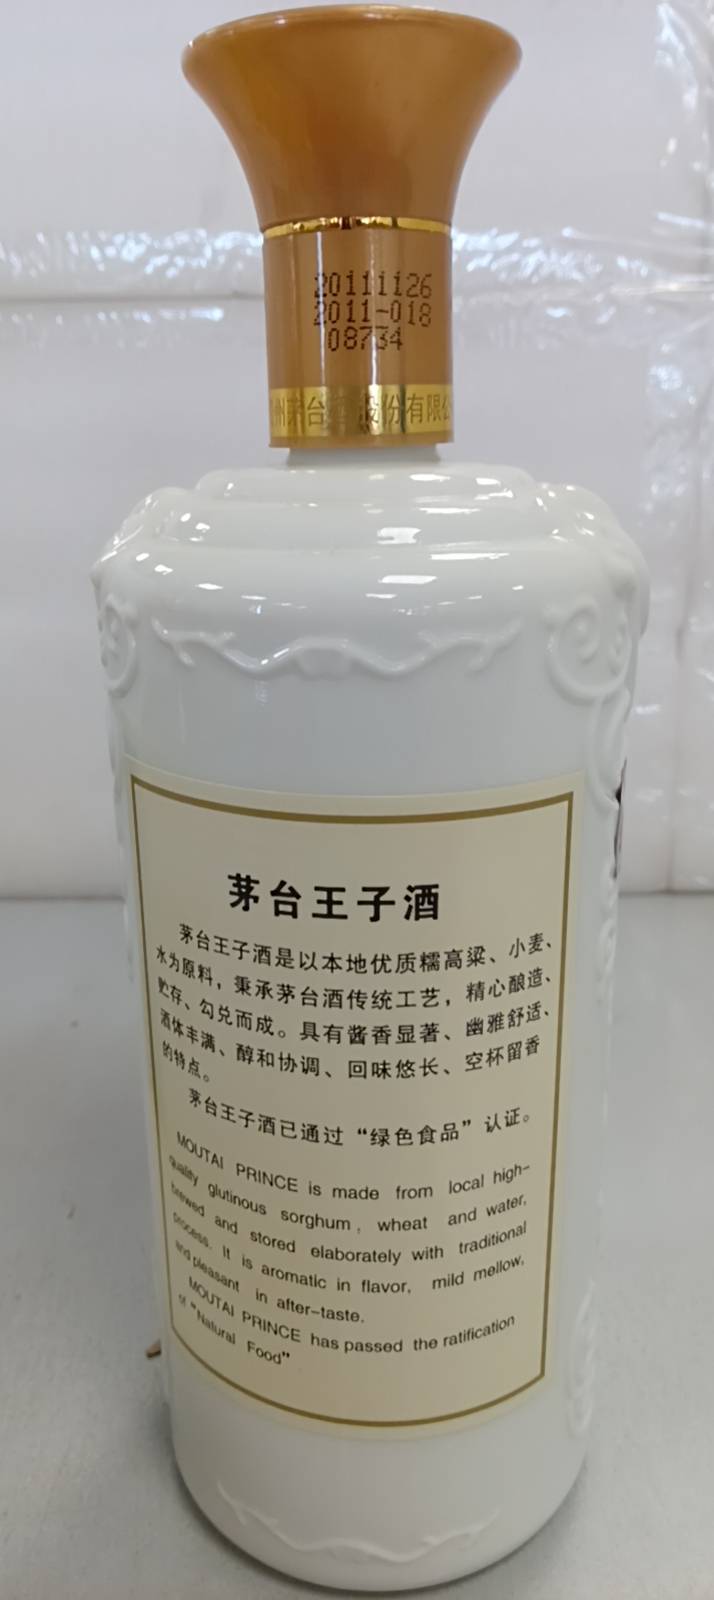 20111126
2011-018
08734
州茅台酒股份有限公
茅台王子酒
茅台王子酒是以本地优质糯高粱、小麦、
水为原料，秉承茅台酒传统工艺，精心酿造、
贮存、勾兑而成。具有酱香显著、幽雅舒适、
酒体丰满、醇和协调、回味悠长、空杯留香
的特点。
茅台王子酒已通过“绿色食品”认证。
MOUTAI PRINCE is made from local high-
quality glutinous sorghum, wheat and water,
brewed and stored elaborately with traditional
process. It is aromatic in flavor, mild mellow,
and pleasant in after-taste.
MOUTAI PRINCE has passed the ratification
of "Natural Food"